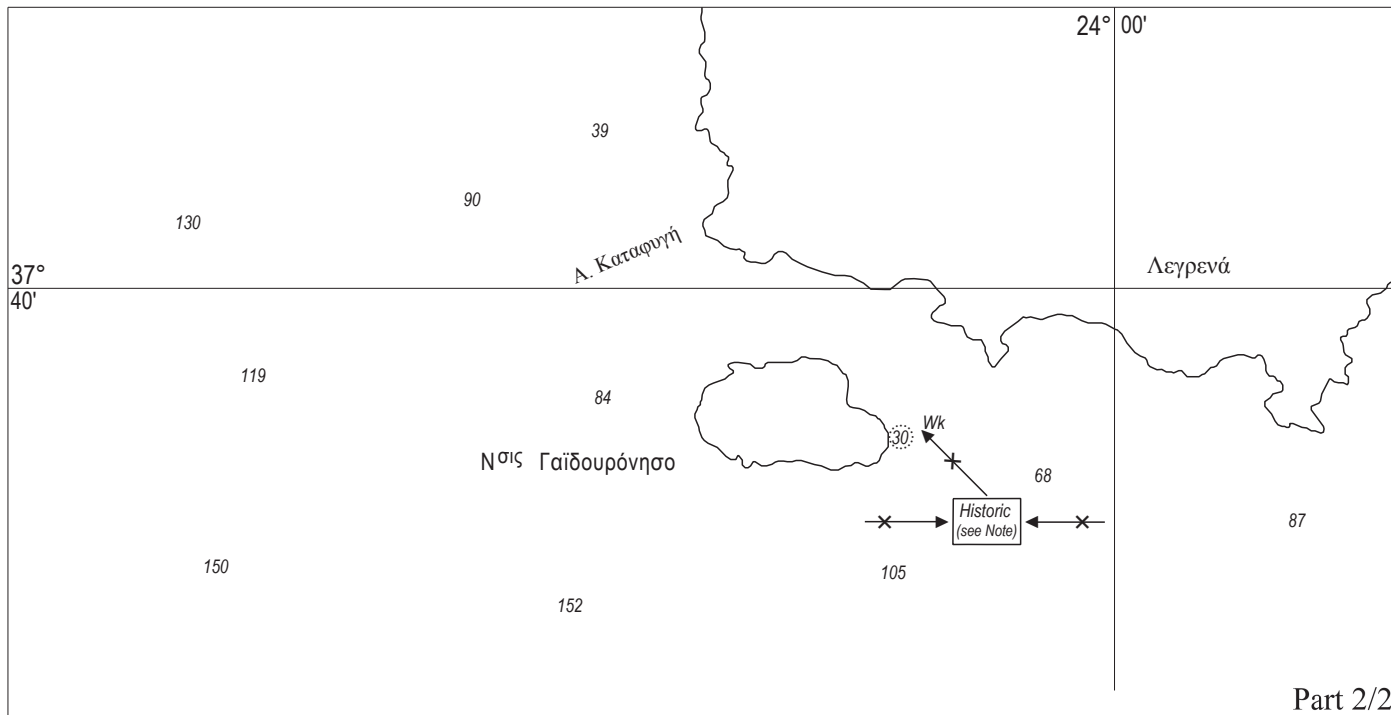 24° 00'
39
90
130
Α. Καταφυγή
Λεγρενά
37°
40'
119
84
Wk
30
Νσις Γαϊδουρόνησο
68
Historic
(see Note)
87
105
150
152
Part 2/2